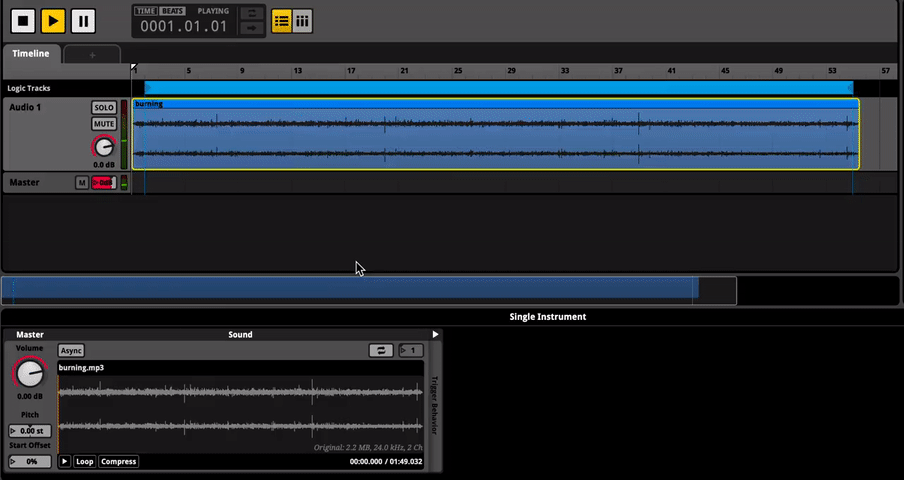 TIME BEATS PLAYING
0001.01.01
Timeline
+
1 5 9 13 17 21 25 29 33 37 41 45 49 53 57
Logic Tracks
Audio 1 SOLO burning
MUTE
0.0 dB
Master M 0dB
Single Instrument
Master Sound
Volume Async 1
burning.mp3
0.00 dB
Pitch
0.00 st
Trigger Behavior
Start Offset
Original: 2.2 MB, 24.0 kHz, 2 Ch
0% Loop Compress 00:00.000 / 01:49.032